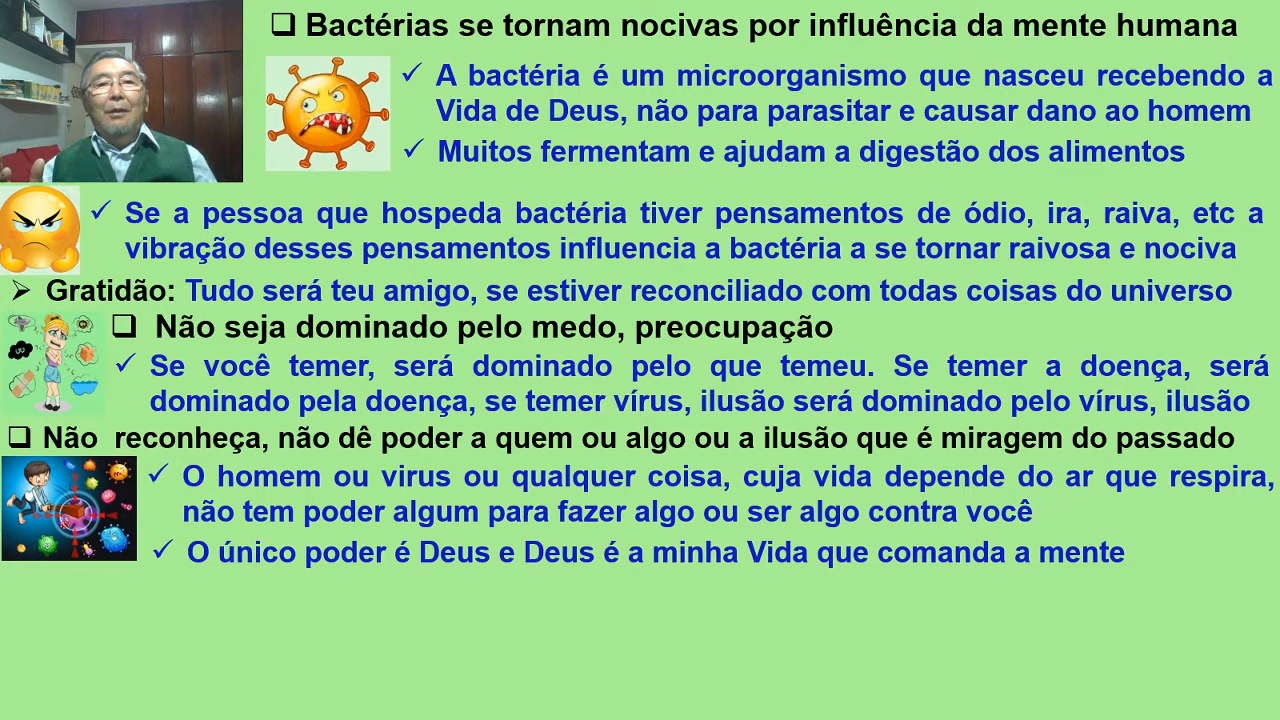 ❑ Bactérias se tornam nocivas por influência da mente humana
✓ A bactéria é um microorganismo que nasceu recebendo a
Vida de Deus, não para parasitar e causar dano ao homem
✓ Muitos fermentam e ajudam a digestão dos alimentos
✓ Se a pessoa que hospeda bactéria tiver pensamentos de ódio, ira, raiva, etc a
vibração desses pensamentos influencia a bactéria a se tornar raivosa e nociva
➢ Gratidão: Tudo será teu amigo, se estiver reconciliado com todas coisas do universo
❑ Não seja dominado pelo medo, preocupação
✓ Se você temer, será dominado pelo que temeu. Se temer a doença, será
dominado pela doença, se temer vírus, ilusão será dominado pelo vírus, ilusão
❑ Não reconheça, não dê poder a quem ou algo ou a ilusão que é miragem do passado
✓ O homem ou virus ou qualquer coisa, cuja vida depende do ar que respira,
não tem poder algum para fazer algo ou ser algo contra você
✓ O único poder é Deus e Deus é a minha Vida que comanda a mente